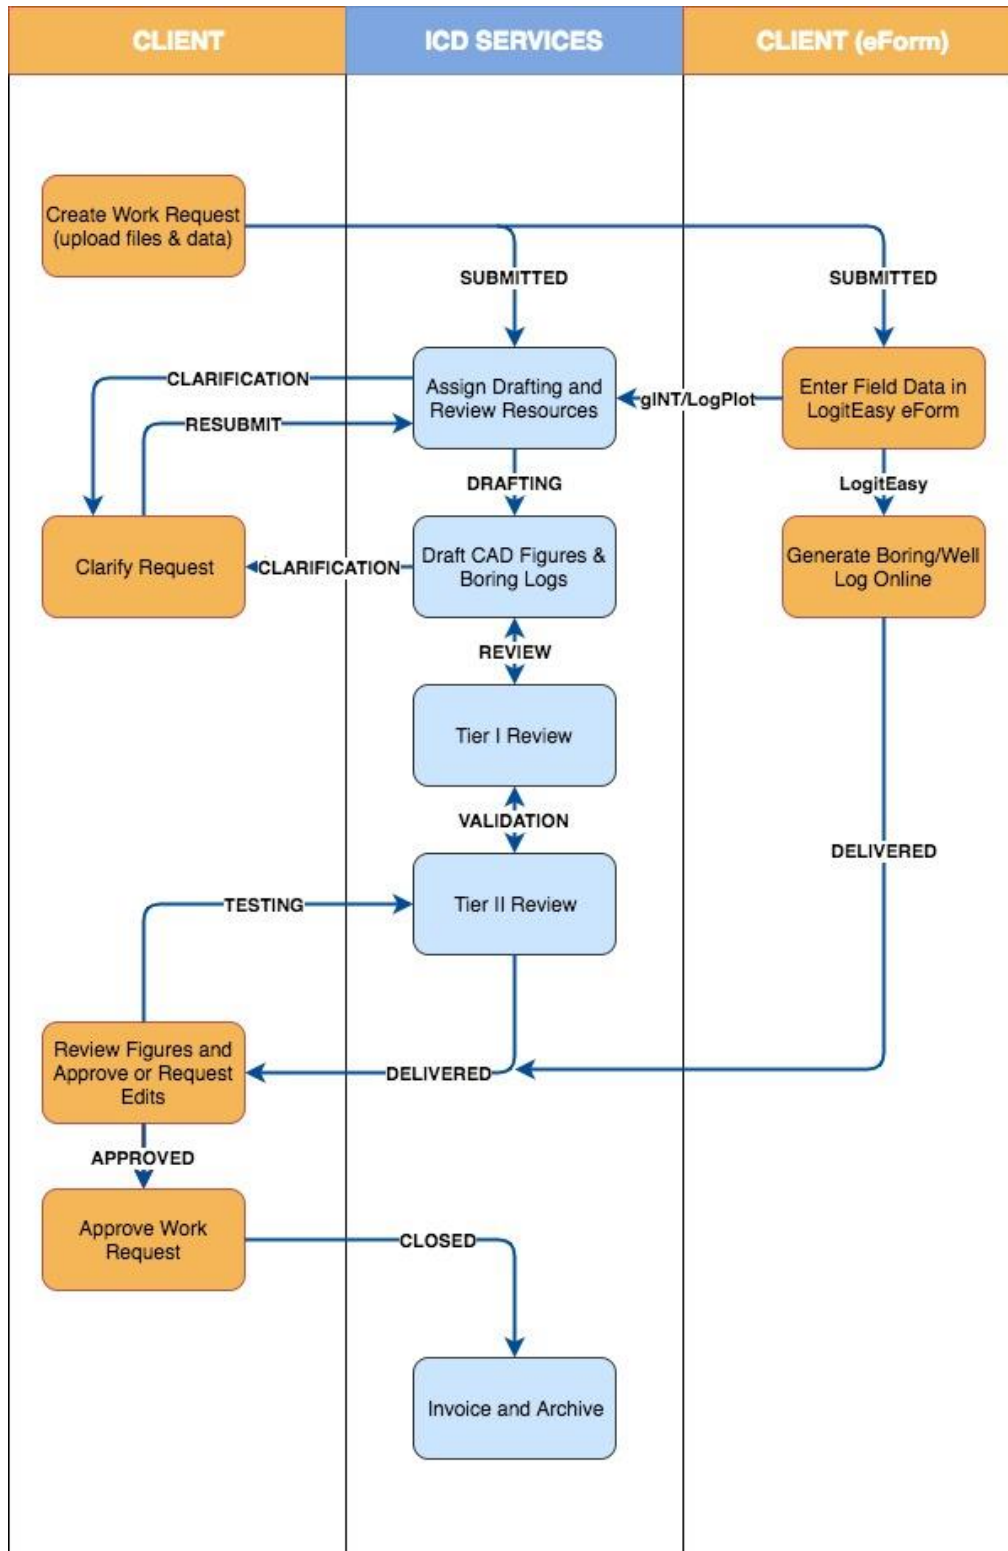 CLIENT
ICD SERVICES
CLIENT (eForm)
Create Work Request
(upload files & data)
SUBMITTED
SUBMITTED
CLARIFICATION
Assign Drafting and
Review Resources
gINT/LogPlot
Enter Field Data in
LogitEasy eForm
RESUBMIT
DRAFTING
LogitEasy
Clarify Request
CLARIFICATION
Draft CAD Figures &
Boring Logs
Generate Boring/Well
Log Online
REVIEW
Tier I Review
VALIDATION
DELIVERED
TESTING
Tier II Review
Review Figures and
Approve or Request
Edits
DELIVERED
APPROVED
Approve Work
Request
CLOSED
Invoice and Archive